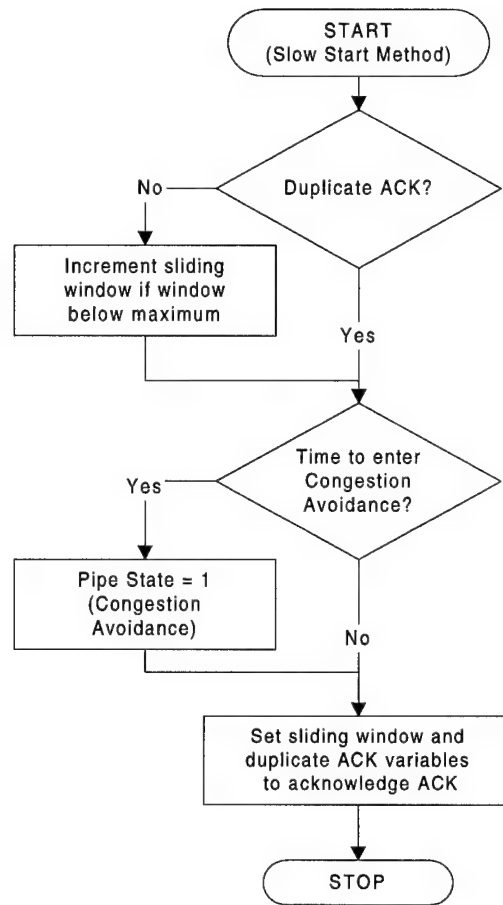 START
(Slow Start Method)
Duplicate ACK?
No
Increment sliding
window if window
below maximum
Yes
Time to enter
Congestion
Avoidance?
Yes
Pipe State = 1
(Congestion
Avoidance)
No
Set sliding window and
duplicate ACK variables
to acknowledge ACK
STOP